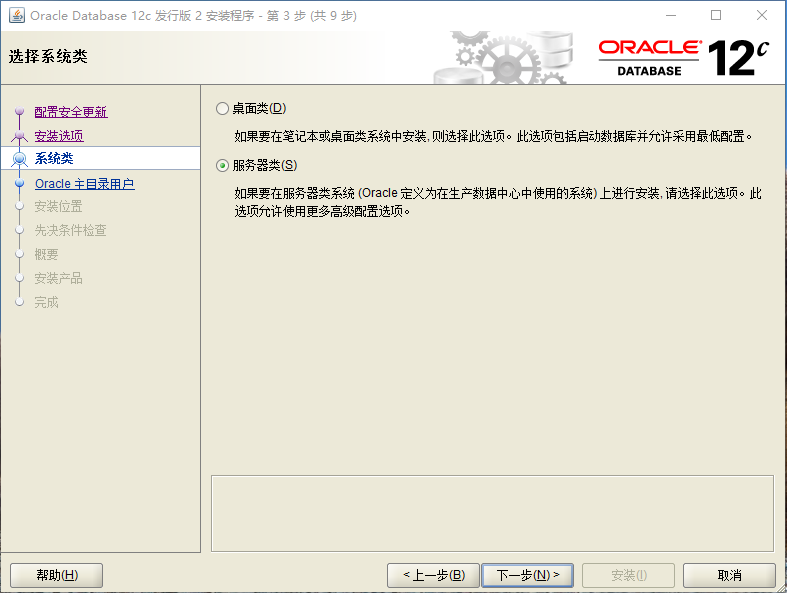 Oracle Database 12c 发行版 2 安装程序 - 第 3 步 (共 9 步)
选择系统类
ORACLE
DATABASE
12c
配置安全更新
安装选项
系统类
Oracle 主目录用户
安装位置
先决条件检查
概要
安装产品
完成
桌面类(D)
如果要在笔记本或桌面类系统中安装, 则选择此选项。此选项包括启动数据库并允许采用最低配置。
服务器类(S)
如果要在服务器类系统 (Oracle 定义为在生产数据中心中使用的系统) 上进行安装, 请选择此选项。此
选项允许使用更多高级配置选项。
帮助(H)
< 上一步(B)
下一步(N) >
安装(I)
取消